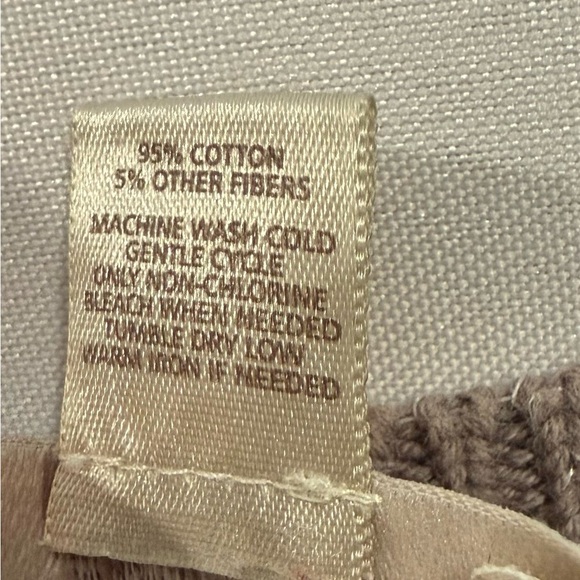 95% COTTON
5% OTHER FIBERS
MACHINE WASH COLD
GENTLE CYCLE
ONLY NON-CHLORINE
BLEACH WHEN NEEDED
TUMBLE DRY LOW
WARM IRON IF NEEDED